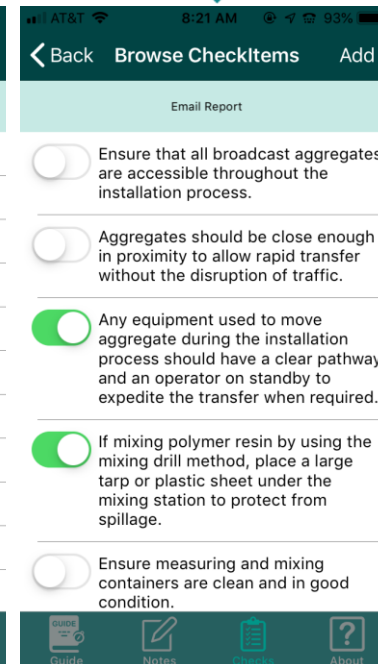 AT&T 8:21 AM 93%
Back Browse CheckItems Add
Email Report
Ensure that all broadcast aggregates
are accessible throughout the
installation process.
Aggregates should be close enough
in proximity to allow rapid transfer
without the disruption of traffic.
Any equipment used to move
aggregate during the installation
process should have a clear pathway
and an operator on standby to
expedite the transfer when required.
If mixing polymer resin by using the
mixing drill method, place a large
tarp or plastic sheet under the
mixing station to protect from
spillage.
Ensure measuring and mixing
containers are clean and in good
condition.
GUIDE
Guide Notes Checks About